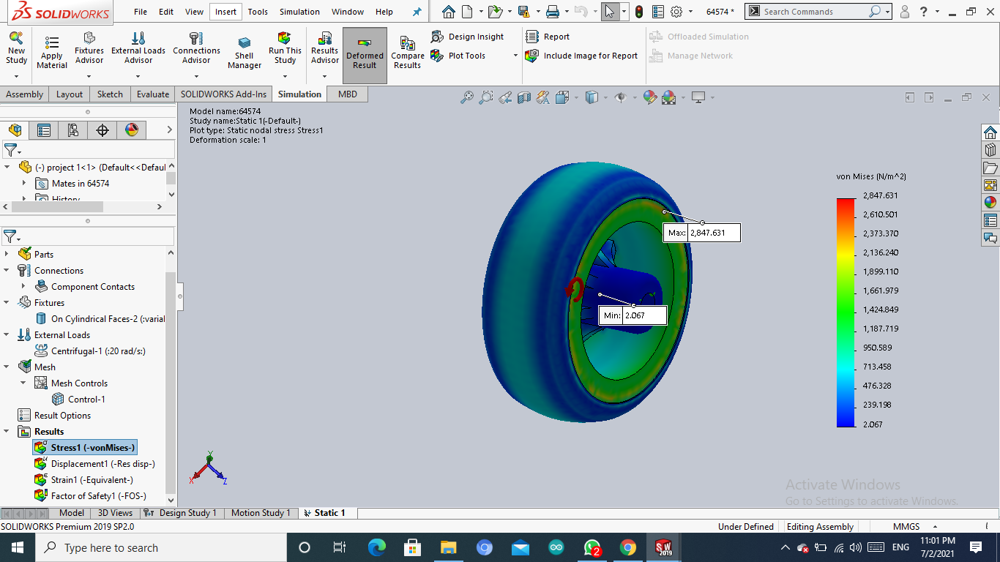 SOLIDWORKS
File Edit View Insert Tools Simulation Window Help
64574 *
Search Commands
New Study
Apply Material
Fixtures Advisor
External Loads Advisor
Connections Advisor
Shell Manager
Run This Study
Results Advisor
Deformed Result
Compare Results
Design Insight
Plot Tools
Report
Include Image for Report
Offloaded Simulation
Manage Network
Assembly Layout Sketch Evaluate SOLIDWORKS Add-Ins Simulation MBD
Model name:64574
Study name:Static 1(-Default-)
Plot type: Static nodal stress Stress1
Deformation scale: 1
(-) project 1<1> (Default<<Defaul
Mates in 64574
History
Parts
Connections
Component Contacts
Fixtures
On Cylindrical Faces-2 (:varial
External Loads
Centrifugal-1 (:20 rad/s:)
Mesh
Mesh Controls
Control-1
Result Options
Results
Stress1 (-vonMises-)
Displacement1 (-Res disp-)
Strain1 (-Equivalent-)
Factor of Safety1 (-FOS-)
Max: 2,847.631
Min: 2.067
Y
X
Z
von Mises (N/m^2)
2,847.631
2,610.501
2,373.370
2,136.240
1,899.110
1,661.979
1,424.849
1,187.719
950.589
713.458
476.328
239.198
2.067
Activate Windows
Go to Settings to activate Windows.
Model 3D Views Design Study 1 Motion Study 1 Static 1
SOLIDWORKS Premium 2019 SP2.0
Under Defined Editing Assembly MMGS
Type here to search
2
SW
2019
ENG
11:01 PM
7/2/2021